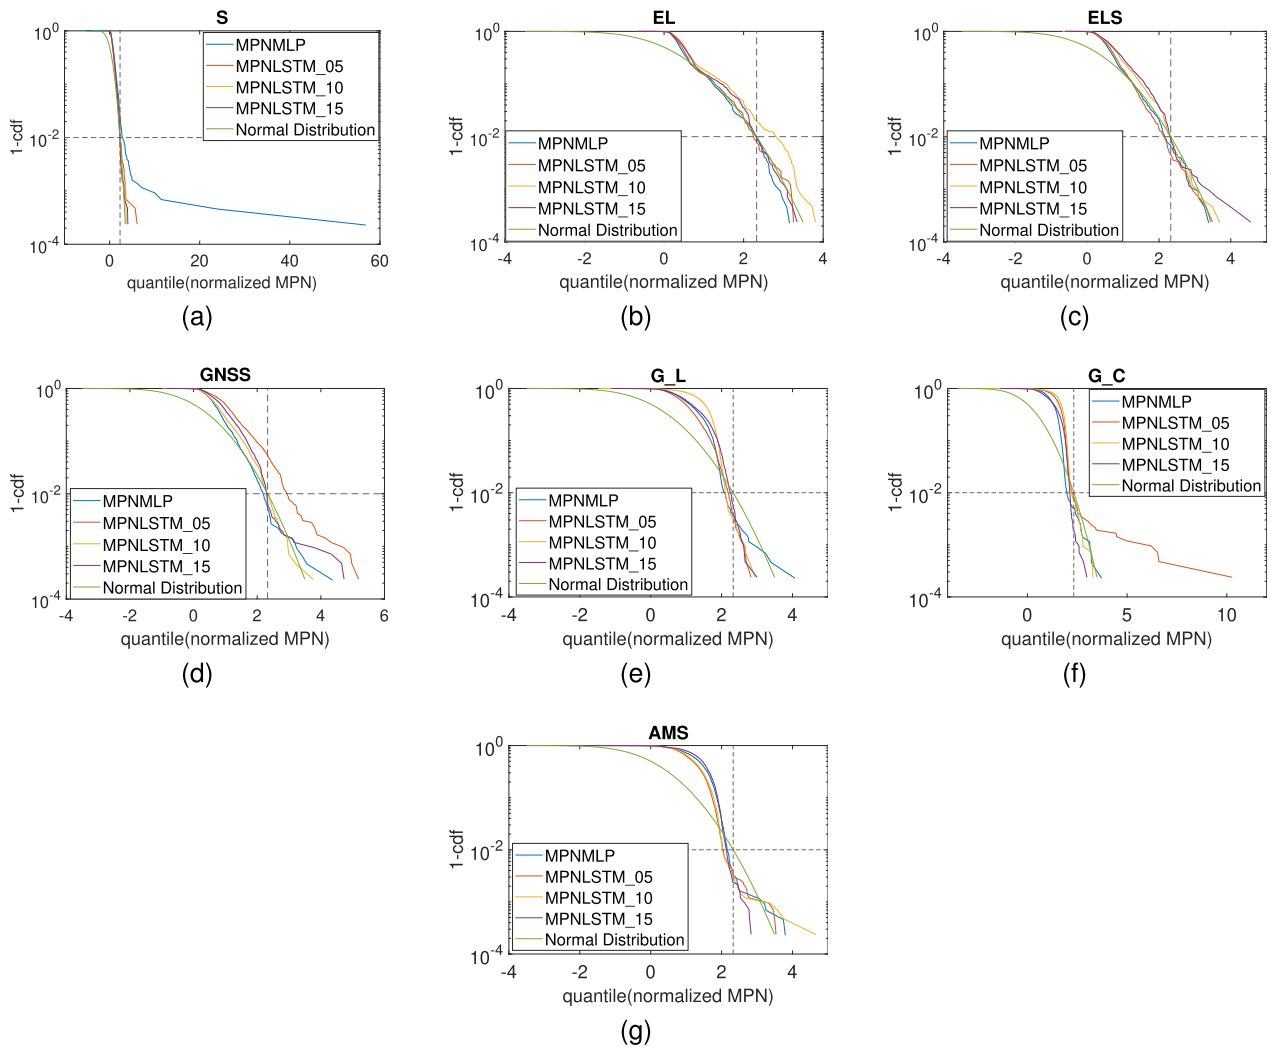 S
10^0
10^-2
10^-4
1-cdf
MPNMLP
MPNLSTM_05
MPNLSTM_10
MPNLSTM_15
Normal Distribution
0 20 40 60
quantile(normalized MPN)
(a)
EL
10^0
10^-2
10^-4
1-cdf
MPNMLP
MPNLSTM_05
MPNLSTM_10
MPNLSTM_15
Normal Distribution
-4 -2 0 2 4
quantile(normalized MPN)
(b)
ELS
10^0
10^-2
10^-4
1-cdf
MPNMLP
MPNLSTM_05
MPNLSTM_10
MPNLSTM_15
Normal Distribution
-4 -2 0 2 4
quantile(normalized MPN)
(c)
GNSS
10^0
10^-2
10^-4
1-cdf
MPNMLP
MPNLSTM_05
MPNLSTM_10
MPNLSTM_15
Normal Distribution
-4 -2 0 2 4 6
quantile(normalized MPN)
(d)
G_L
10^0
10^-2
10^-4
1-cdf
MPNMLP
MPNLSTM_05
MPNLSTM_10
MPNLSTM_15
Normal Distribution
-4 -2 0 2 4
quantile(normalized MPN)
(e)
G_C
10^0
10^-2
10^-4
1-cdf
MPNMLP
MPNLSTM_05
MPNLSTM_10
MPNLSTM_15
Normal Distribution
0 5 10
quantile(normalized MPN)
(f)
AMS
10^0
10^-2
10^-4
1-cdf
MPNMLP
MPNLSTM_05
MPNLSTM_10
MPNLSTM_15
Normal Distribution
-4 -2 0 2 4
quantile(normalized MPN)
(g)